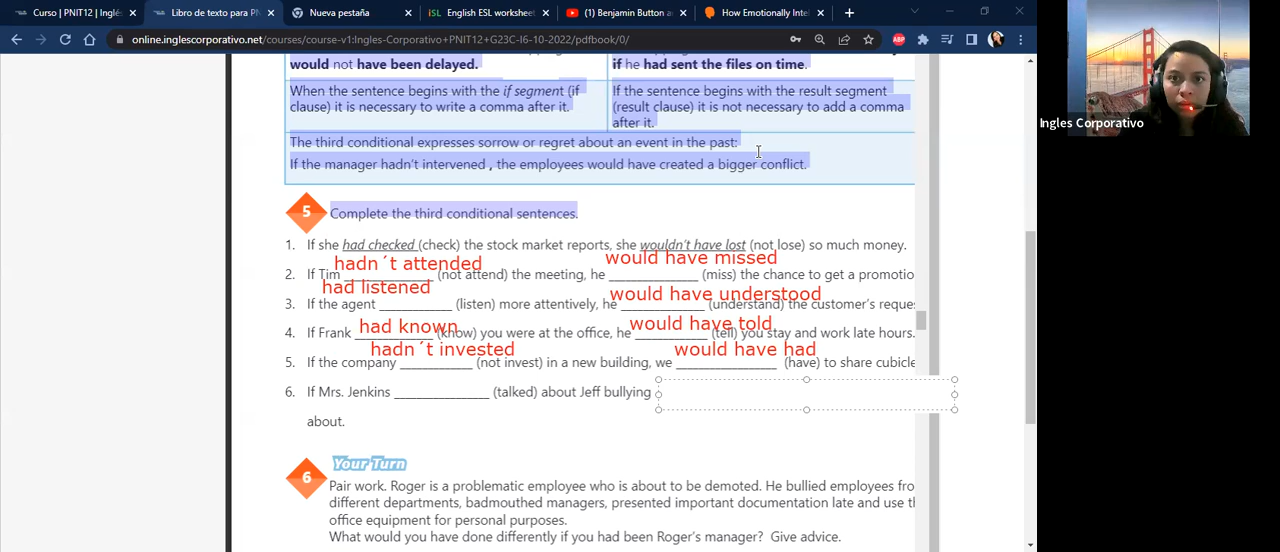 Curso | PNIT12 | Inglé
Libro de texto para PN
Nueva pestaña
iSL English ESL worksheet
(1) Benjamin Button a
How Emotionally Intel
online.inglescorporativo.net/courses/course-v1:Ingles-Corporativo+PNIT12+G23C-I6-10-2022/pdfbook/0/
ABP
Ingles Corporativo
would not have been delayed.
if he had sent the files on time.
When the sentence begins with the if segment (if
clause) it is necessary to write a comma after it.
If the sentence begins with the result segment
(result clause) it is not necessary to add a comma
after it.
The third conditional expresses sorrow or regret about an event in the past:
If the manager hadn't intervened , the employees would have created a bigger conflict.
5 Complete the third conditional sentences.
1. If she had checked (check) the stock market reports, she wouldn't have lost (not lose) so much money.
hadn´t attended would have missed
2. If Tim ________________ (not attend) the meeting, he ________________ (miss) the chance to get a promotio
had listened would have understood
3. If the agent _____________ (listen) more attentively, he _______________ (understand) the customer's reque
had known would have told
4. If Frank ______________ (know) you were at the office, he _____________ (tell) you stay and work late hours.
hadn´t invested would have had
5. If the company _____________ (not invest) in a new building, we __________________ (have) to share cubicle
6. If Mrs. Jenkins _________________ (talked) about Jeff bullying
about.
6 Your Turn
Pair work. Roger is a problematic employee who is about to be demoted. He bullied employees fro
different departments, badmouthed managers, presented important documentation late and use th
office equipment for personal purposes.
What would you have done differently if you had been Roger's manager? Give advice.